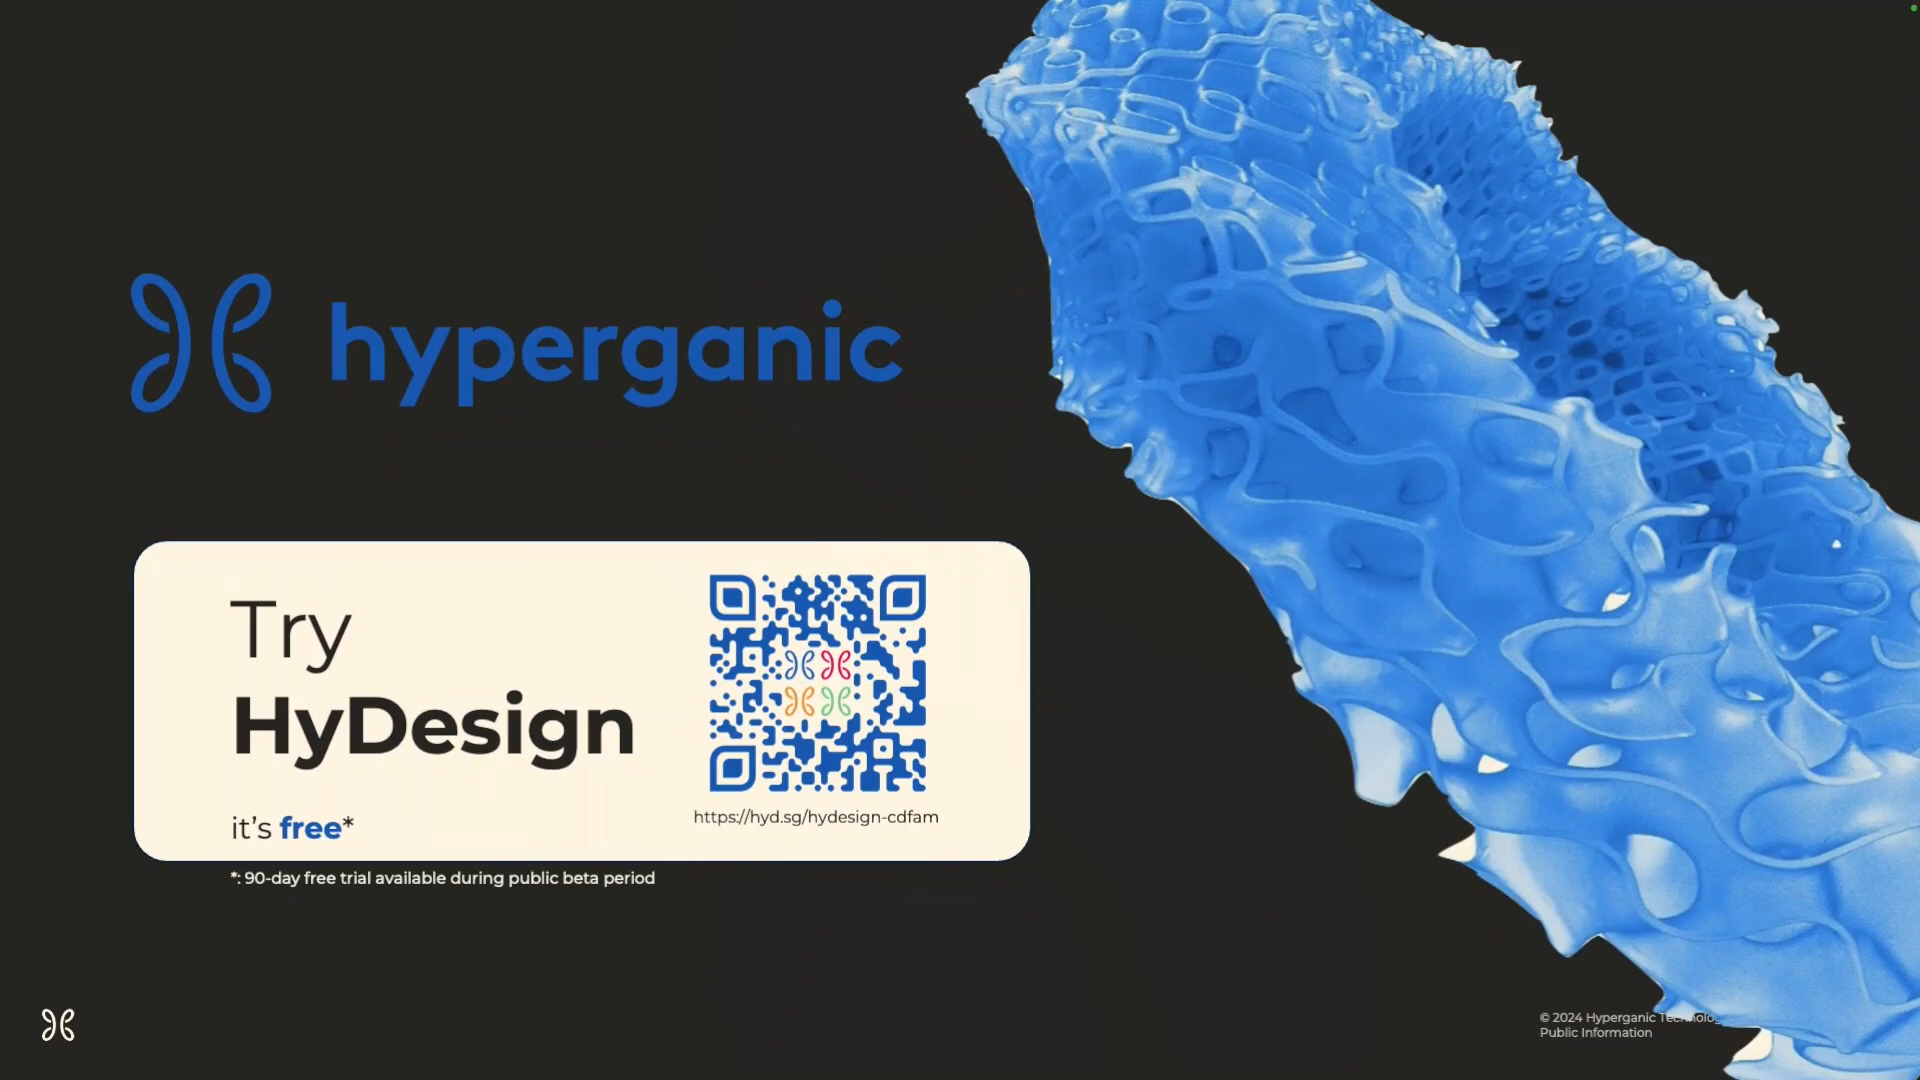 hyperganic
Try
HyDesign
it's free*
https://hyd.sg/hydesign-cdfam
*: 90-day free trial available during public beta period
© 2024 Hyperganic
Public Information